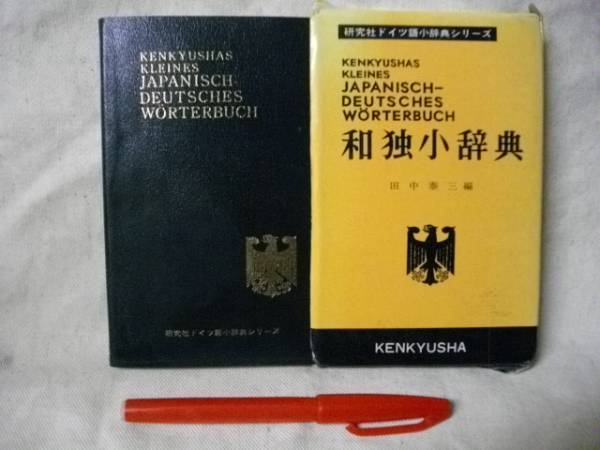 KENKYUSHAS
KLEINES
JAPANISCH-
DEUTSCHES
WÖRTERBUCH
研究社ドイツ語小辞典シリーズ
研究社ドイツ語小辞典シリーズ
KENKYUSHAS
KLEINES
JAPANISCH-
DEUTSCHES
WÖRTERBUCH
和独小辞典
田中泰三編
KENKYUSHA